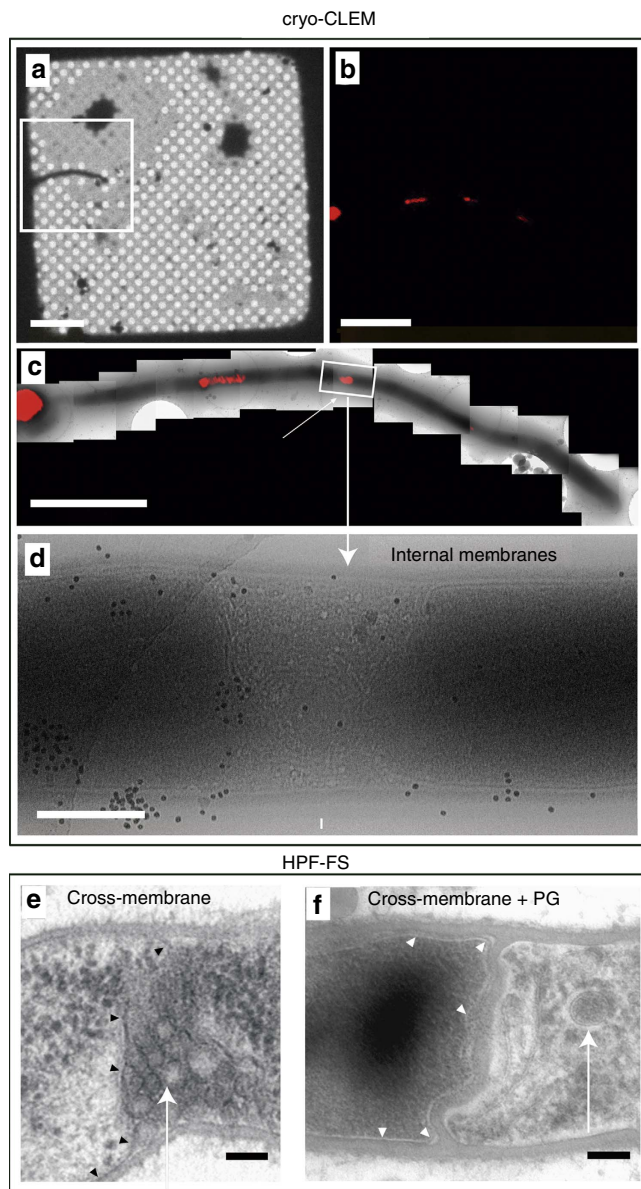 cryo-CLEM
a
b
c
d
Internal membranes
HPF-FS
e
Cross-membrane
f
Cross-membrane + PG